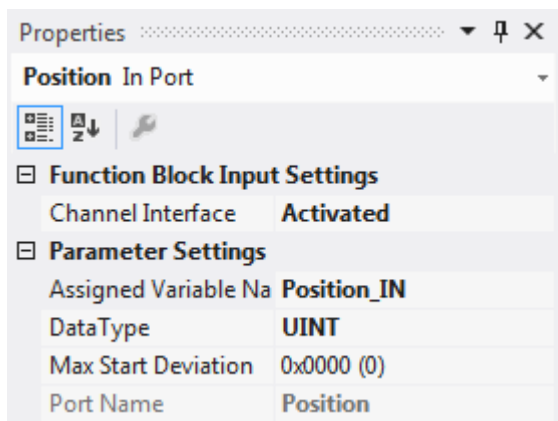 Properties
Position In Port
Function Block Input Settings
Channel Interface Activated
Parameter Settings
Assigned Variable Na Position_IN
DataType UINT
Max Start Deviation 0x0000 (0)
Port Name Position